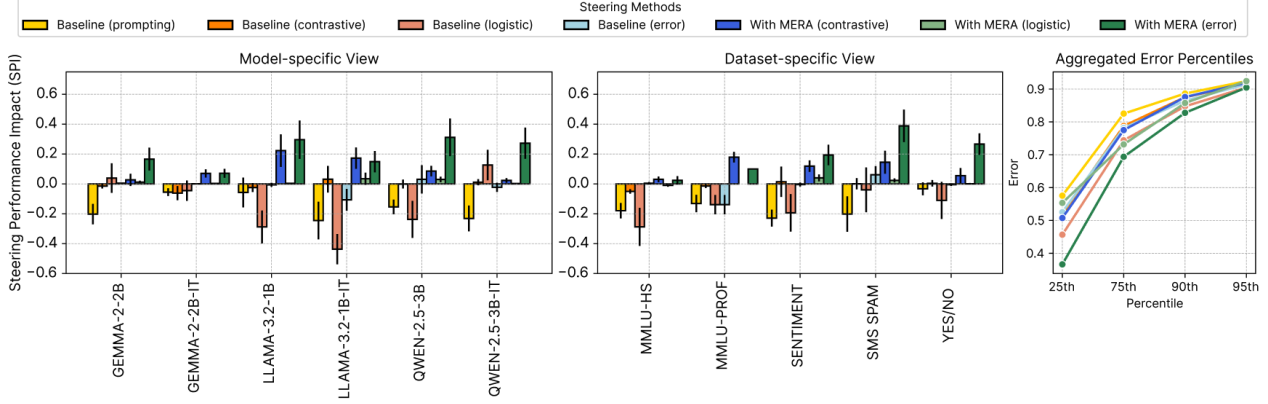 Steering Methods
Baseline (prompting)
Baseline (contrastive)
Baseline (logistic)
Baseline (error)
With MERA (contrastive)
With MERA (logistic)
With MERA (error)
Model-specific View
Steering Performance Impact (SPI)
0.6
0.4
0.2
0.0
−0.2
−0.4
−0.6
GEMMA-2-2B
GEMMA-2-2B-IT
LLAMA-3.2-1B
LLAMA-3.2-1B-IT
QWEN-2.5-3B
QWEN-2.5-3B-IT
Dataset-specific View
0.6
0.4
0.2
0.0
−0.2
−0.4
−0.6
MMLU-HS
MMLU-PROF
SENTIMENT
SMS SPAM
YES/NO
Aggregated Error Percentiles
Error
0.9
0.8
0.7
0.6
0.5
0.4
25th
75th
90th
95th
Percentile